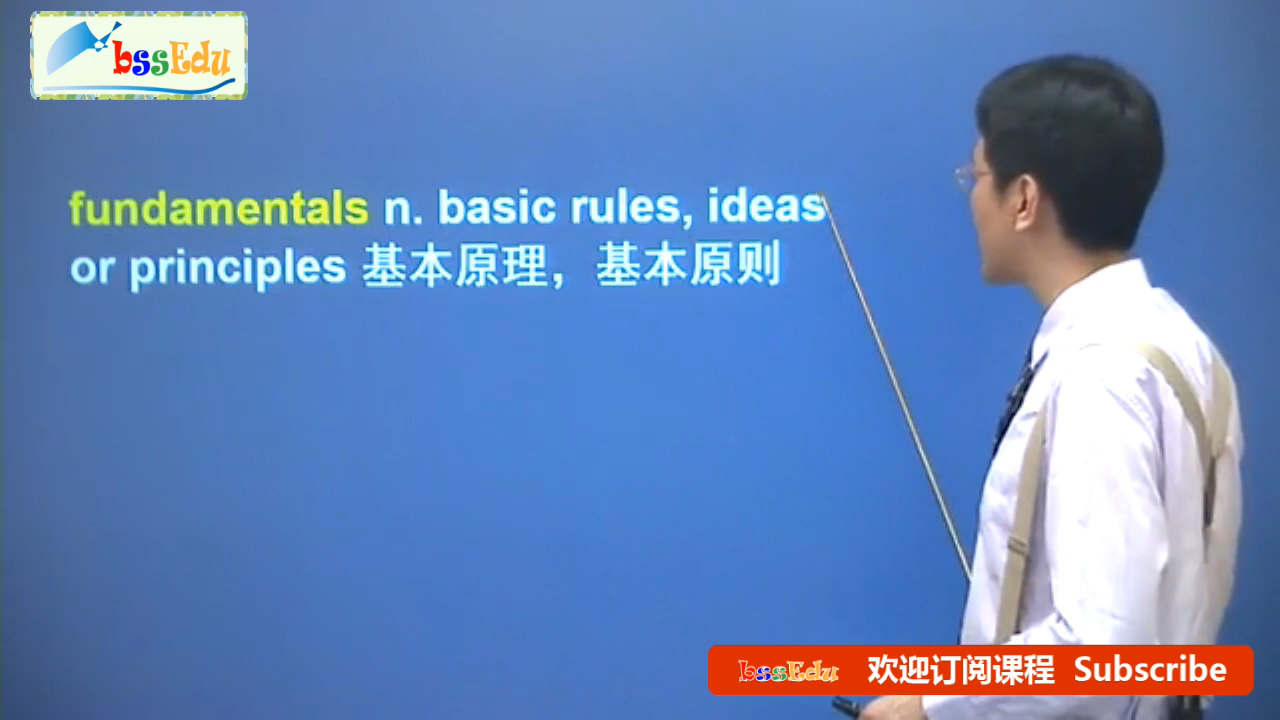 bssEdu
fundamentals n. basic rules, ideas
or principles 基本原理，基本原则
bssEdu 欢迎订阅课程 Subscribe